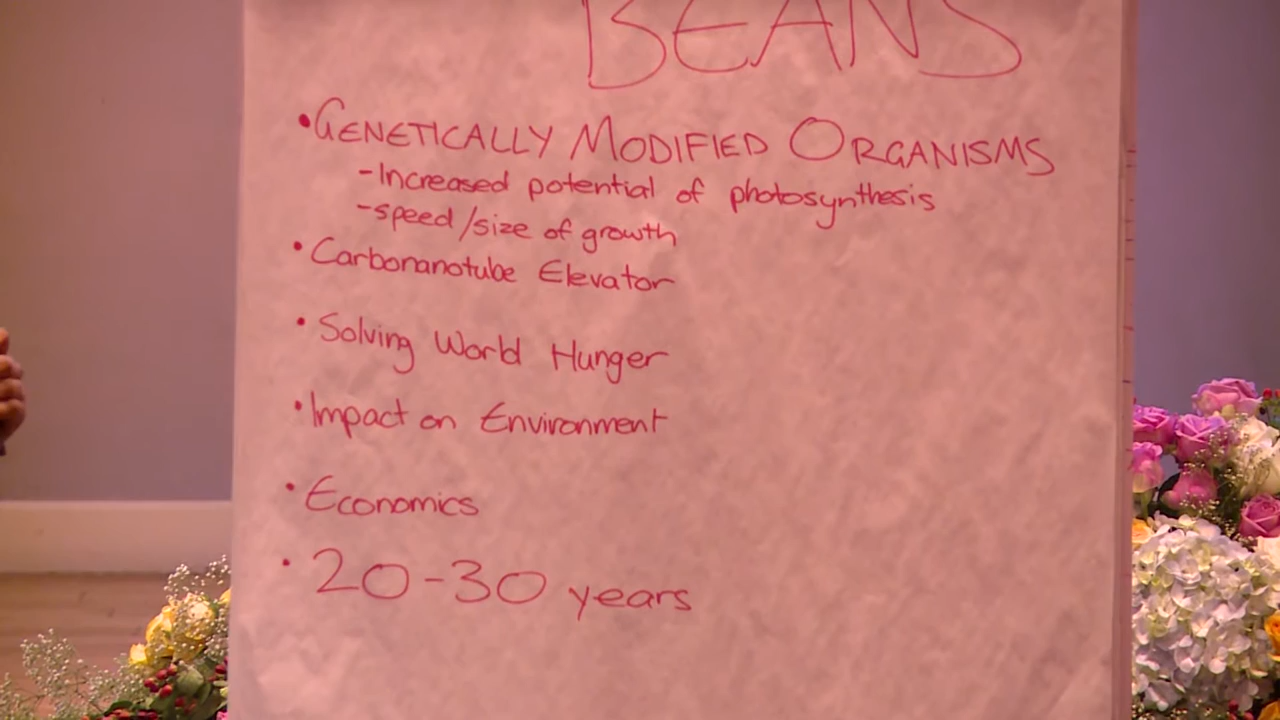 BEANS
• GENETICALLY MODIFIED ORGANISMS
- Increased potential of photosynthesis
- speed/size of growth
• Carbonanotube Elevator
• Solving World Hunger
• Impact on Environment
• Economics
• 20-30 years